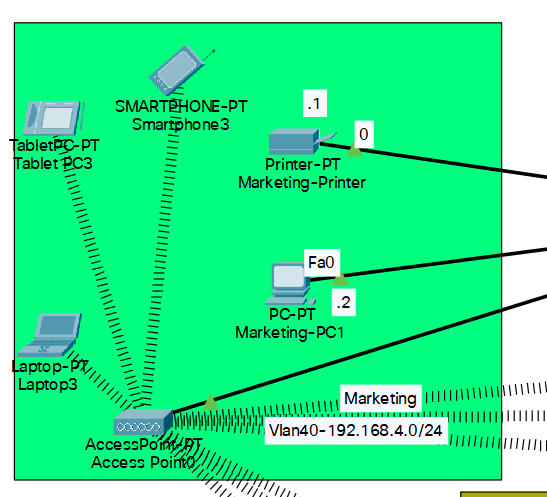 SMARTPHONE-PT
Smartphone3
.1
0
TabletPC-PT
Tablet PC3
Printer-PT
Marketing-Printer
Fa0
.2
PC-PT
Marketing-PC1
Laptop-PT
Laptop3
Marketing
Vlan40-192.168.4.0/24
AccessPoint-PT
Access Point0